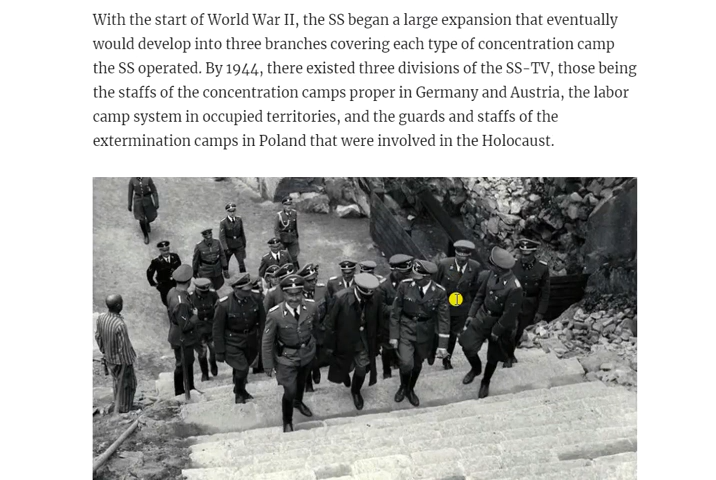 With the start of World War II, the SS began a large expansion that eventually
would develop into three branches covering each type of concentration camp
the SS operated. By 1944, there existed three divisions of the SS-TV, those being
the staffs of the concentration camps proper in Germany and Austria, the labor
camp system in occupied territories, and the guards and staffs of the
extermination camps in Poland that were involved in the Holocaust.